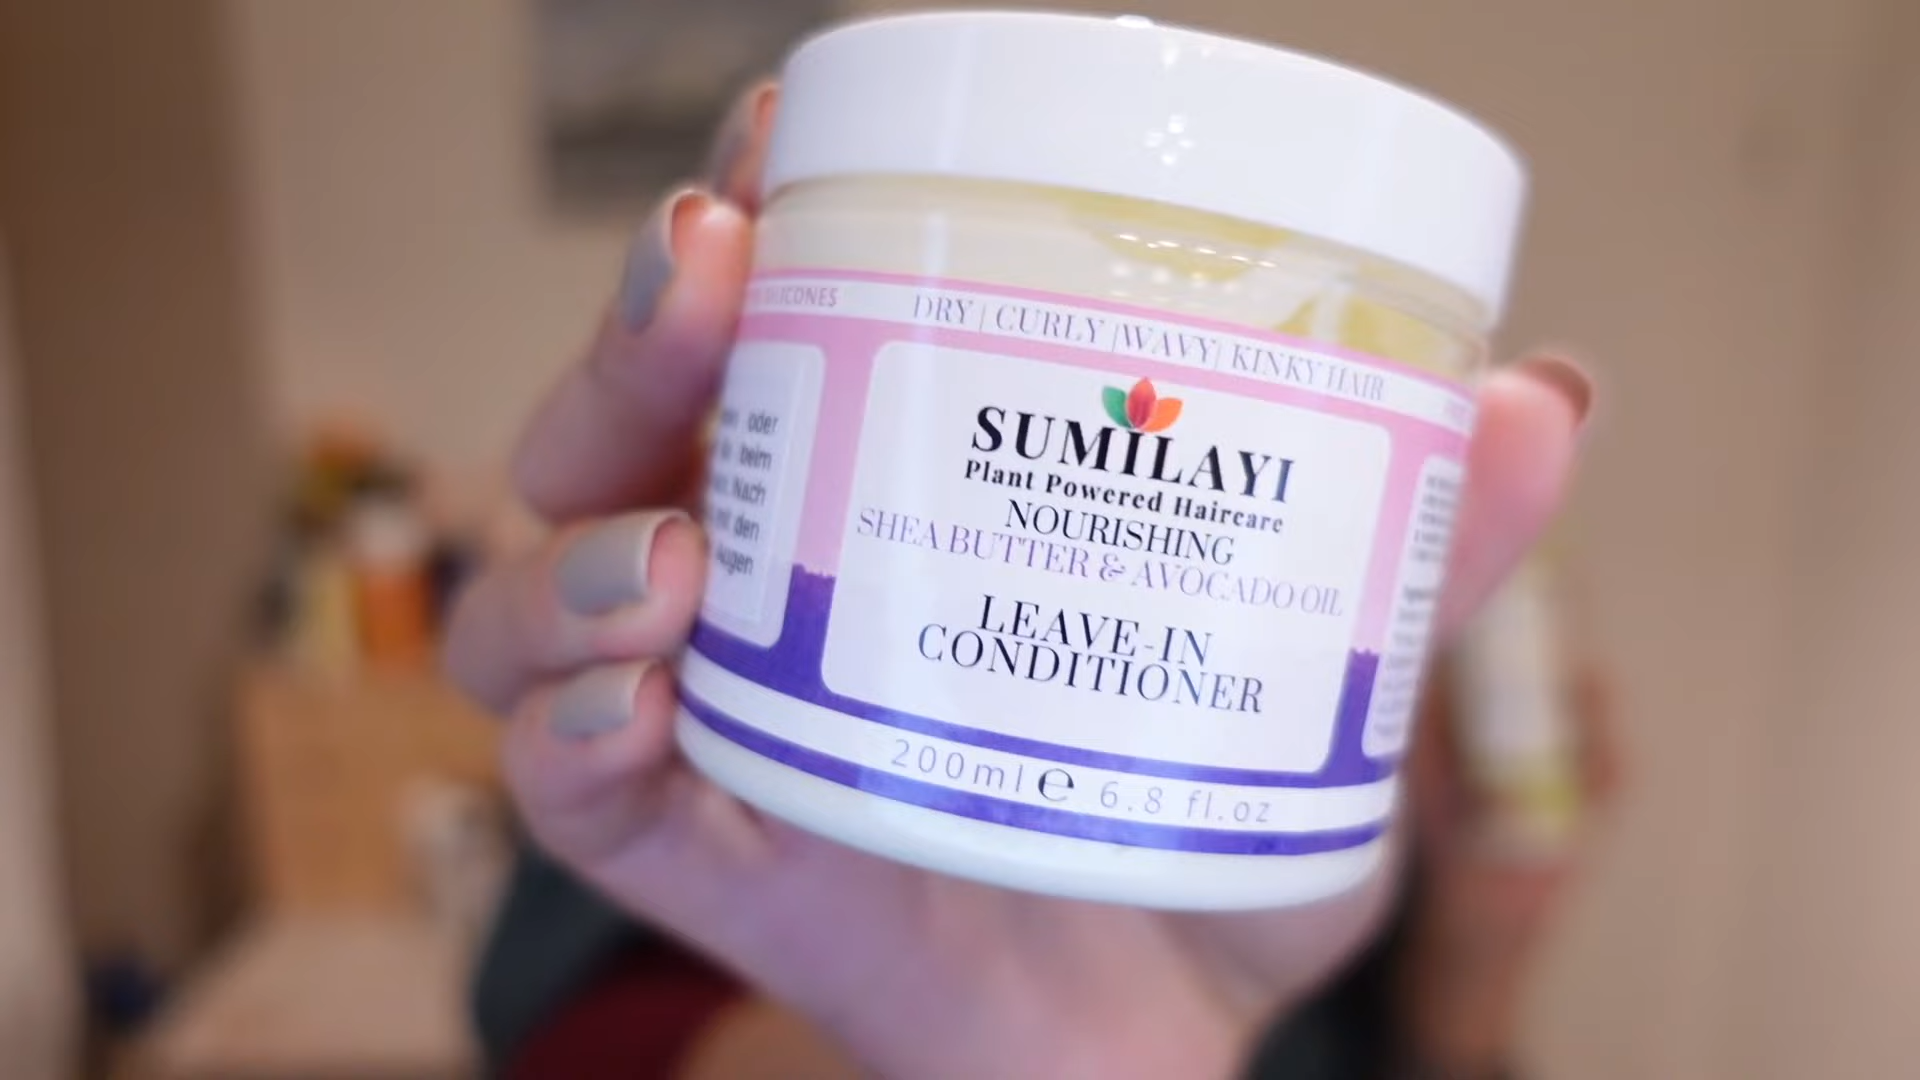 SILICONES
DRY | CURLY | WAVY | KINKY HAIR
SUMILAYI
Plant Powered Haircare
NOURISHING
SHEA BUTTER & AVOCADO OIL
LEAVE-IN
CONDITIONER
200ml e 6.8 fl.oz
oder
beim
Nach
den
Augen